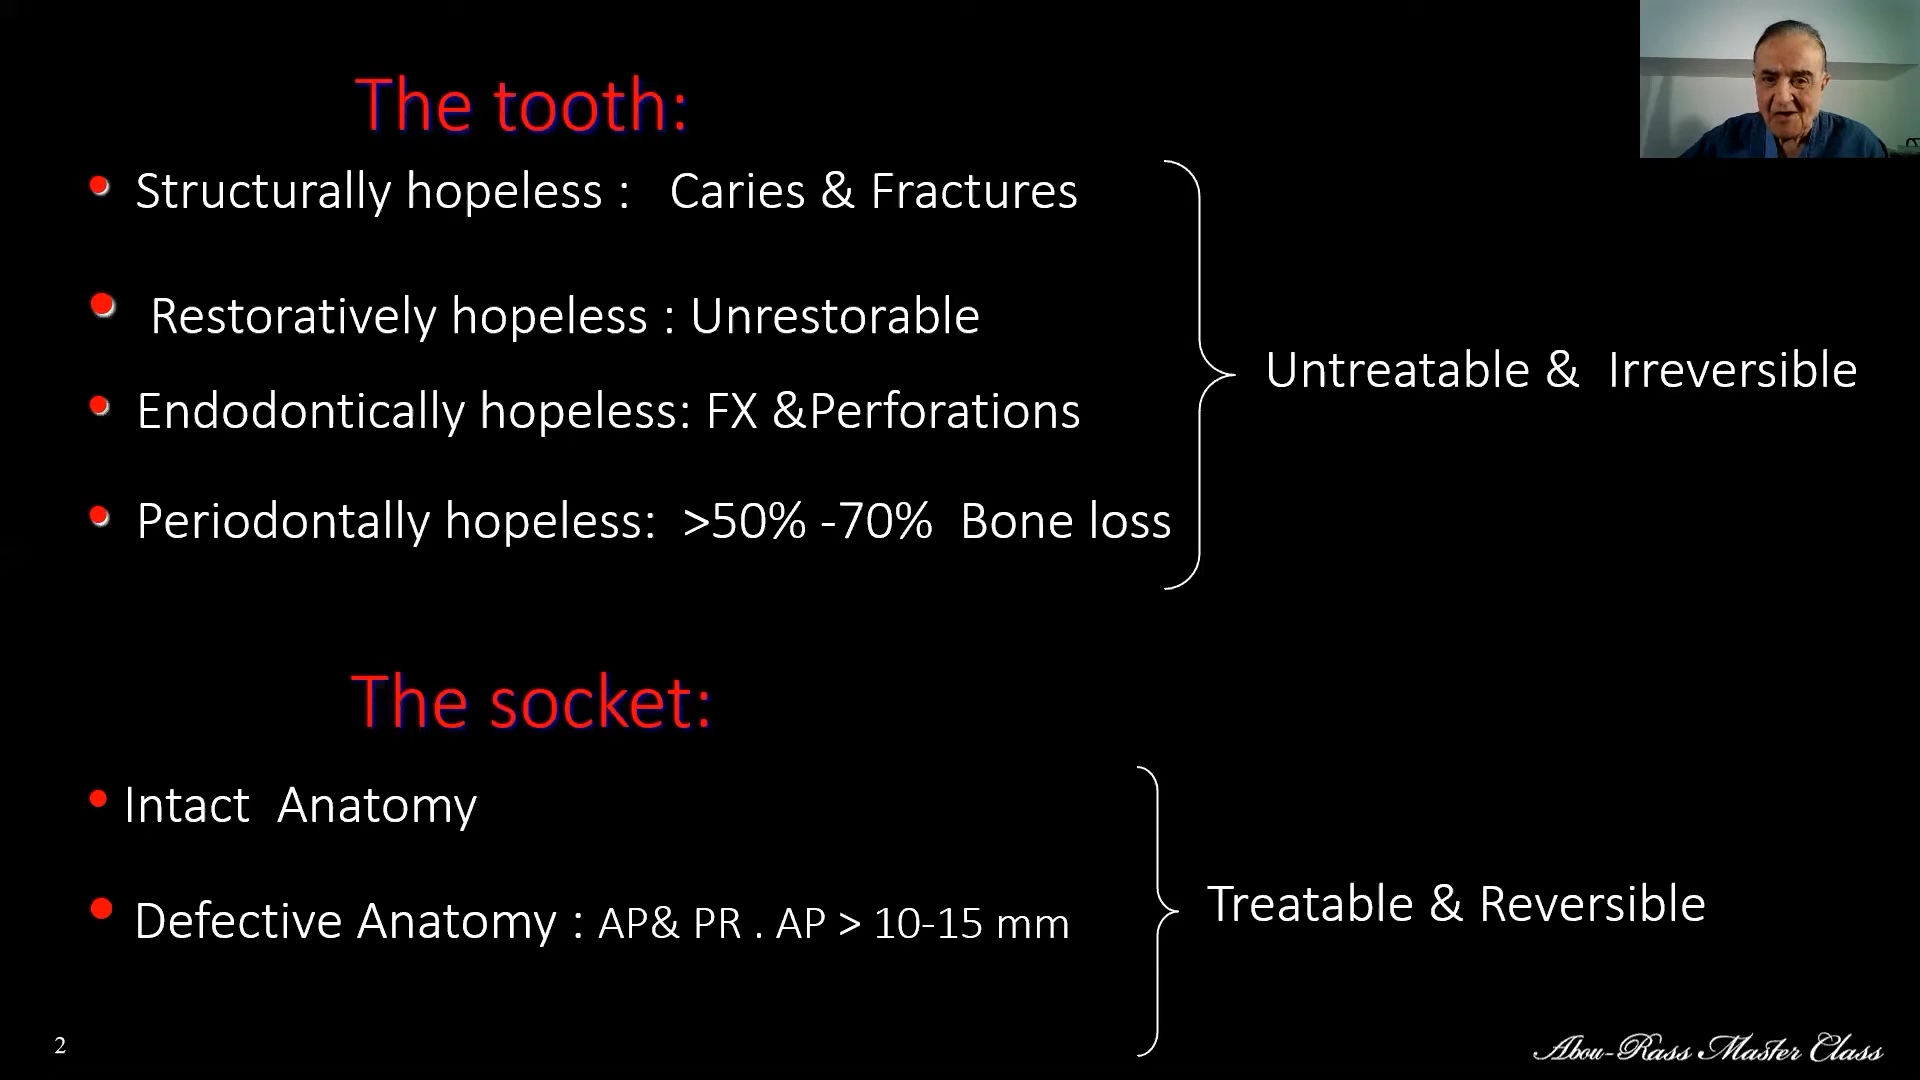 The tooth:
• Structurally hopeless : Caries & Fractures
• Restoratively hopeless : Unrestorable
• Endodontically hopeless: FX &Perforations
• Periodontally hopeless: >50% -70% Bone loss
Untreatable & Irreversible
The socket:
• Intact Anatomy
• Defective Anatomy : AP& PR . AP > 10-15 mm
Treatable & Reversible
2
Abou-Rass Master Class